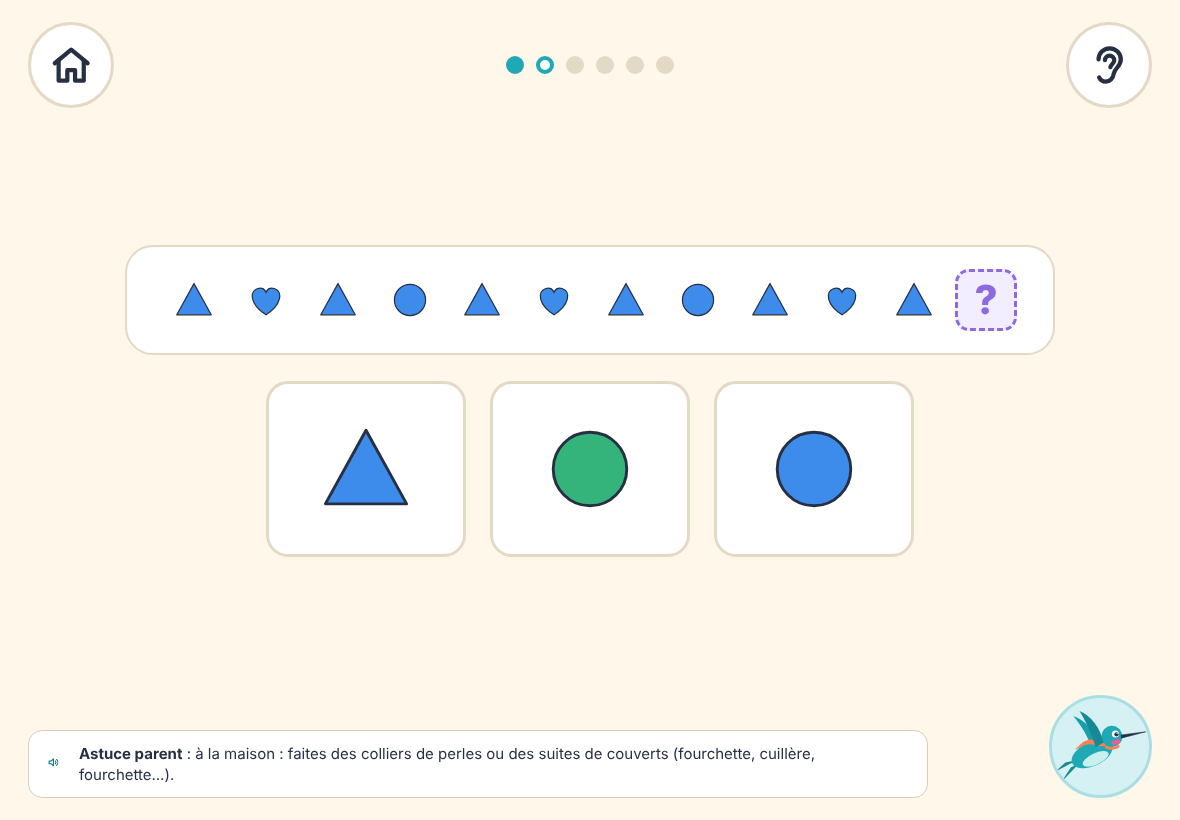 ?
Astuce parent : à la maison : faites des colliers de perles ou des suites de couverts (fourchette, cuillère,
fourchette...).